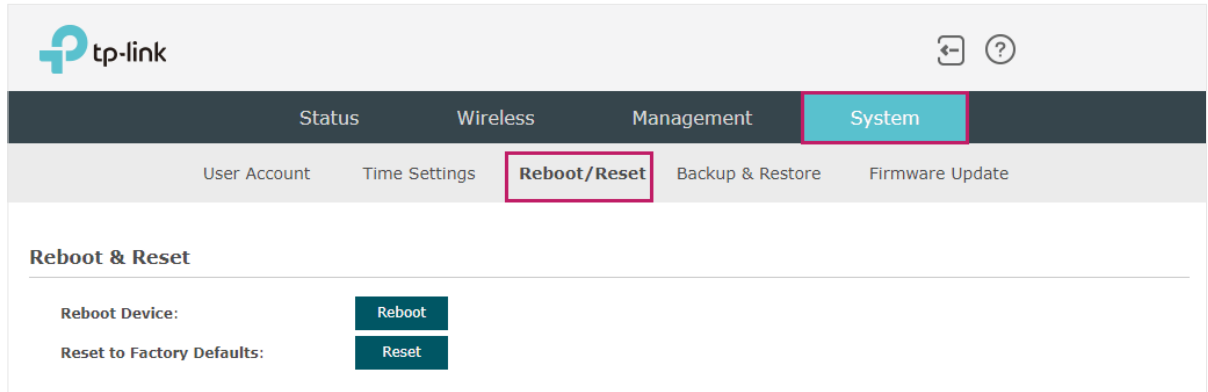 tp-link
?
Status Wireless Management System
User Account Time Settings Reboot/Reset Backup & Restore Firmware Update
Reboot & Reset
Reboot Device: Reboot
Reset to Factory Defaults: Reset